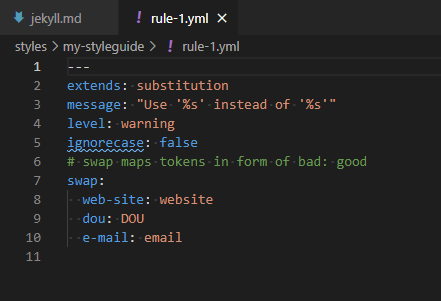 jekyll.md
! rule-1.yml ×
styles > my-styleguide > ! rule-1.yml
1 ---
2 extends: substitution
3 message: "Use '%s' instead of '%s'"
4 level: warning
5 ignorecase: false
6 # swap maps tokens in form of bad: good
7 swap:
8   web-site: website
9   dou: DOU
10   e-mail: email
11